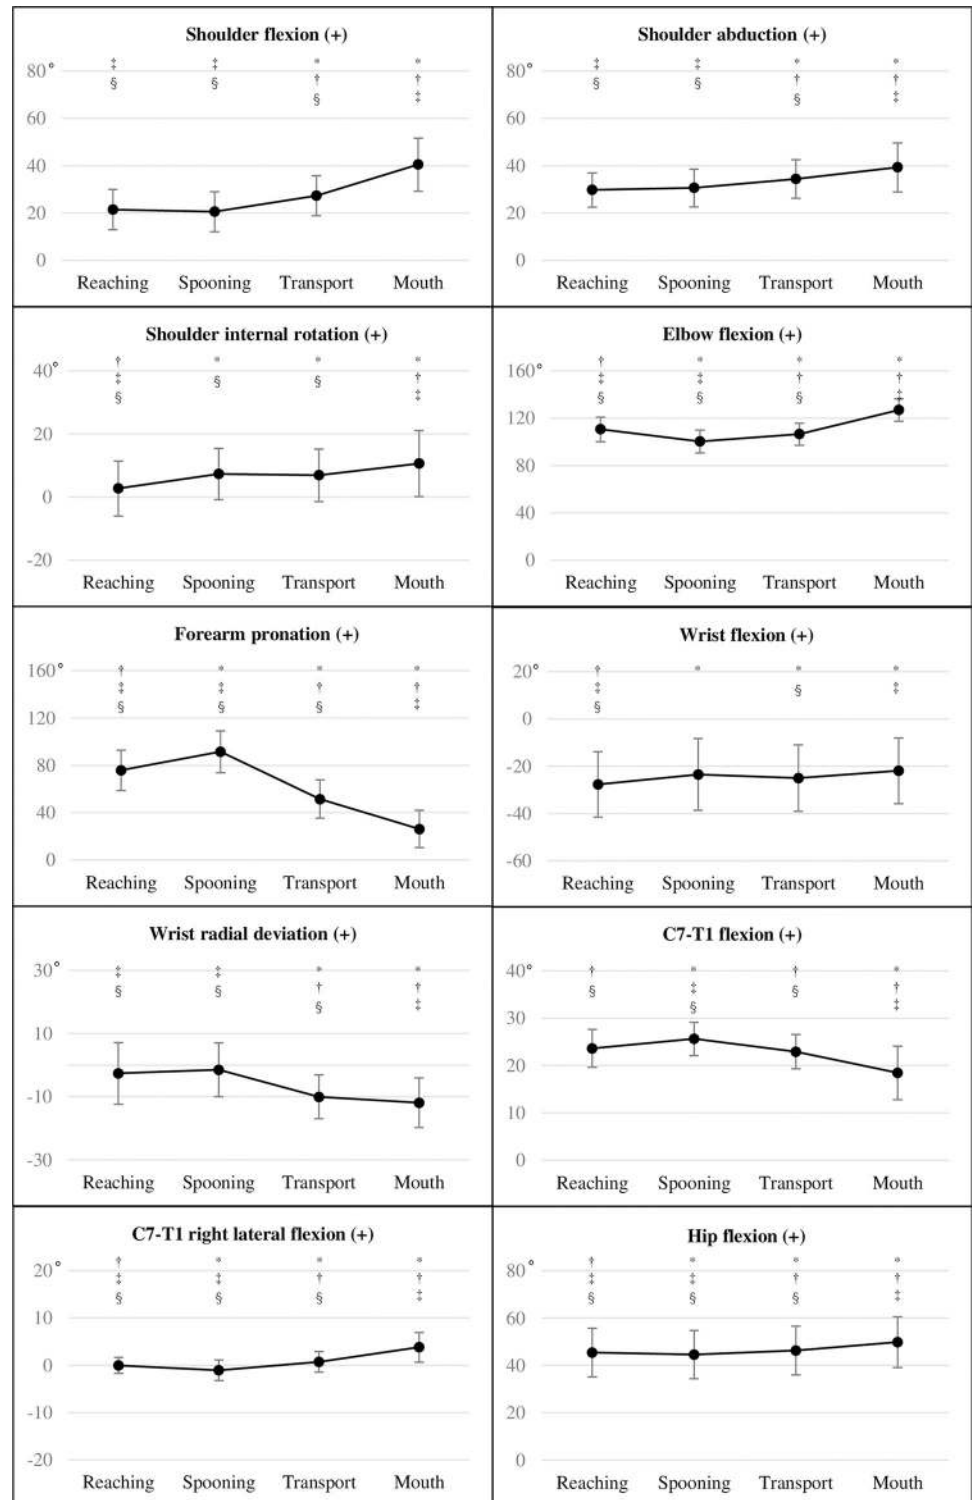 Shoulder flexion (+)
80°
‡ ‡ * *
§ § † †
§ ‡
60
40
20
0
Reaching Spooning Transport Mouth
Shoulder abduction (+)
80°
‡ ‡ * *
§ § † †
§ ‡
60
40
20
0
Reaching Spooning Transport Mouth
Shoulder internal rotation (+)
40°
† * * *
‡ § § †
§ ‡
20
0
-20
Reaching Spooning Transport Mouth
Elbow flexion (+)
160°
† * * *
‡ ‡ † †
§ § § ‡
120
80
40
0
Reaching Spooning Transport Mouth
Forearm pronation (+)
160°
† * * *
‡ ‡ † †
§ § § ‡
120
80
40
0
Reaching Spooning Transport Mouth
Wrist flexion (+)
20°
† * * *
‡ § ‡
§
0
-20
-40
-60
Reaching Spooning Transport Mouth
Wrist radial deviation (+)
30°
‡ ‡ * *
§ § † †
§ ‡
10
-10
-30
Reaching Spooning Transport Mouth
C7-T1 flexion (+)
40°
† * † *
§ ‡ § †
§ ‡
30
20
10
0
Reaching Spooning Transport Mouth
C7-T1 right lateral flexion (+)
20°
† * * *
‡ ‡ † †
§ § § ‡
10
0
-10
-20
Reaching Spooning Transport Mouth
Hip flexion (+)
80°
† * * *
‡ ‡ † †
§ § § ‡
60
40
20
0
Reaching Spooning Transport Mouth